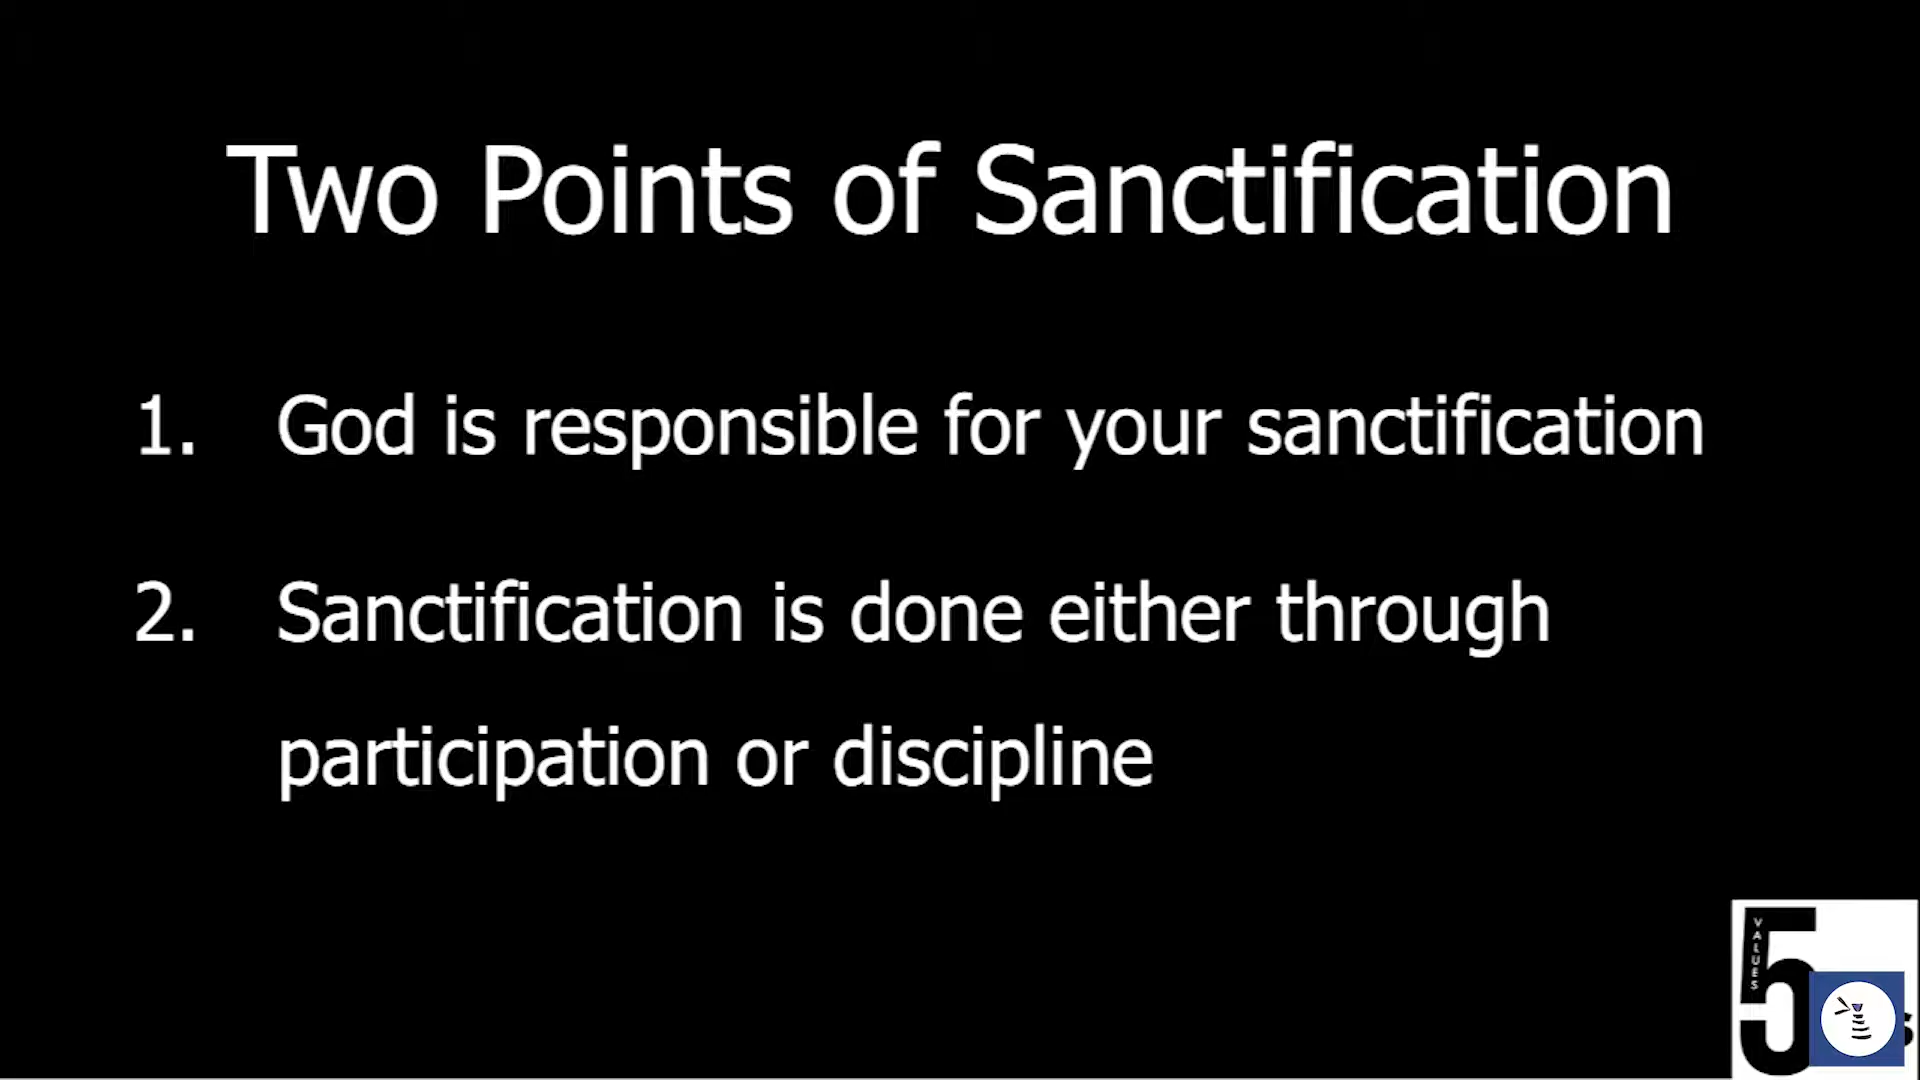 Two Points of Sanctification
1. God is responsible for your sanctification
2. Sanctification is done either through
participation or discipline
VALUES
5